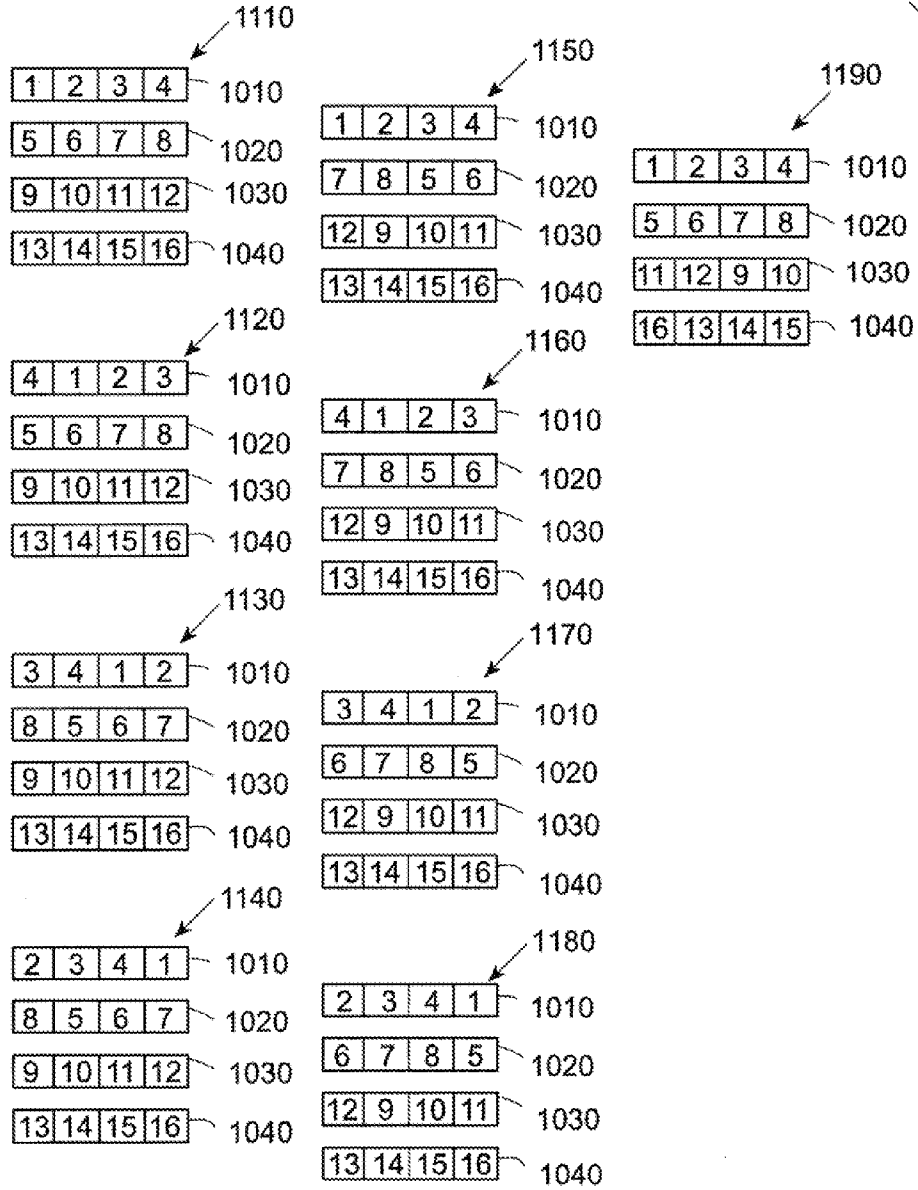 1110
1 2 3 4 1010
5 6 7 8 1020
9 10 11 12 1030
13 14 15 16 1040
1120
4 1 2 3 1010
5 6 7 8 1020
9 10 11 12 1030
13 14 15 16 1040
1130
3 4 1 2 1010
8 5 6 7 1020
9 10 11 12 1030
13 14 15 16 1040
1140
2 3 4 1 1010
8 5 6 7 1020
9 10 11 12 1030
13 14 15 16 1040
1150
1 2 3 4 1010
7 8 5 6 1020
12 9 10 11 1030
13 14 15 16 1040
1160
4 1 2 3 1010
7 8 5 6 1020
12 9 10 11 1030
13 14 15 16 1040
1170
3 4 1 2 1010
6 7 8 5 1020
12 9 10 11 1030
13 14 15 16 1040
1180
2 3 4 1 1010
6 7 8 5 1020
12 9 10 11 1030
13 14 15 16 1040
1190
1 2 3 4 1010
5 6 7 8 1020
11 12 9 10 1030
16 13 14 15 1040